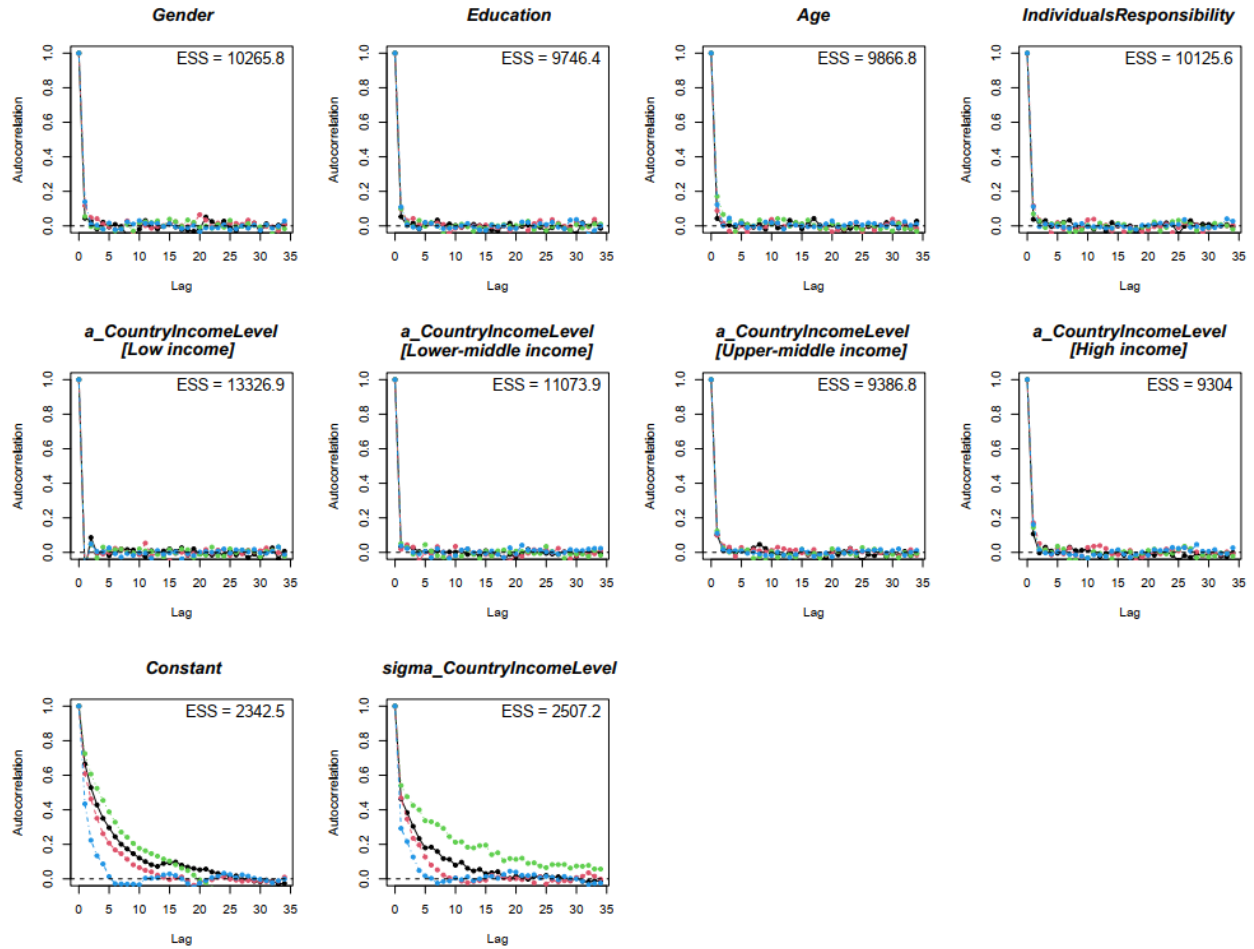 Gender
Education
Age
IndividualsResponsibility
ESS = 10265.8
ESS = 9746.4
ESS = 9866.8
ESS = 10125.6
Autocorrelation
Autocorrelation
Autocorrelation
Autocorrelation
0.0 0.2 0.4 0.6 0.8 1.0
0.0 0.2 0.4 0.6 0.8 1.0
0.0 0.2 0.4 0.6 0.8 1.0
0.0 0.2 0.4 0.6 0.8 1.0
0 5 10 15 20 25 30 35
0 5 10 15 20 25 30 35
0 5 10 15 20 25 30 35
0 5 10 15 20 25 30 35
Lag
Lag
Lag
Lag
a_CountryIncomeLevel
[Low income]
a_CountryIncomeLevel
[Lower-middle income]
a_CountryIncomeLevel
[Upper-middle income]
a_CountryIncomeLevel
[High income]
ESS = 13326.9
ESS = 11073.9
ESS = 9386.8
ESS = 9304
Autocorrelation
Autocorrelation
Autocorrelation
Autocorrelation
0.0 0.2 0.4 0.6 0.8 1.0
0.0 0.2 0.4 0.6 0.8 1.0
0.0 0.2 0.4 0.6 0.8 1.0
0.0 0.2 0.4 0.6 0.8 1.0
0 5 10 15 20 25 30 35
0 5 10 15 20 25 30 35
0 5 10 15 20 25 30 35
0 5 10 15 20 25 30 35
Lag
Lag
Lag
Lag
Constant
sigma_CountryIncomeLevel
ESS = 2342.5
ESS = 2507.2
Autocorrelation
Autocorrelation
0.0 0.2 0.4 0.6 0.8 1.0
0.0 0.2 0.4 0.6 0.8 1.0
0 5 10 15 20 25 30 35
0 5 10 15 20 25 30 35
Lag
Lag